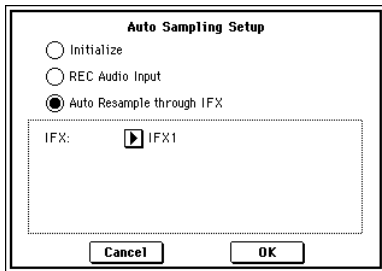 Auto Sampling Setup
Initialize
REC Audio Input
Auto Resample through IFX
IFX: IFX1
Cancel OK